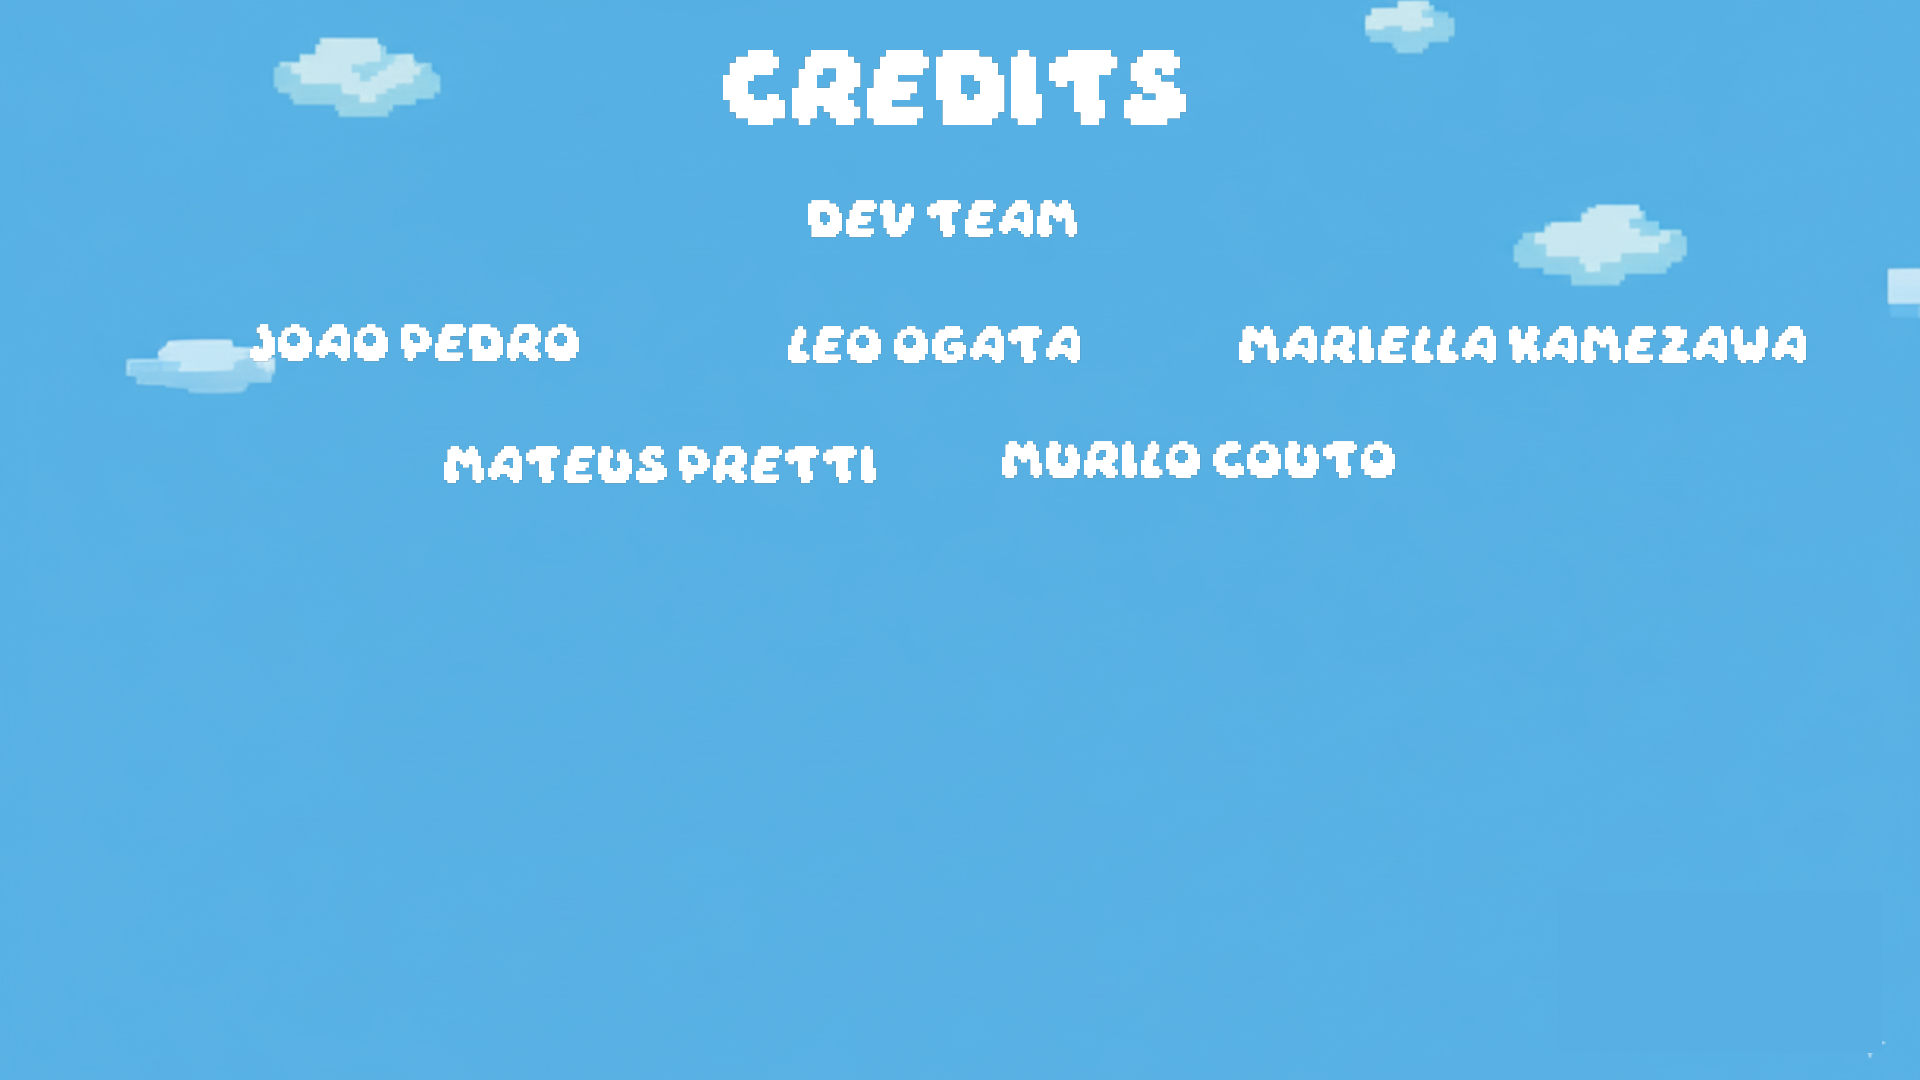 CREDITS
DEV TEAM
JOAO PEDRO LEO OGATA MARIELLA KAMEZAWA
MATEUS PRETTI MURILO COUTO